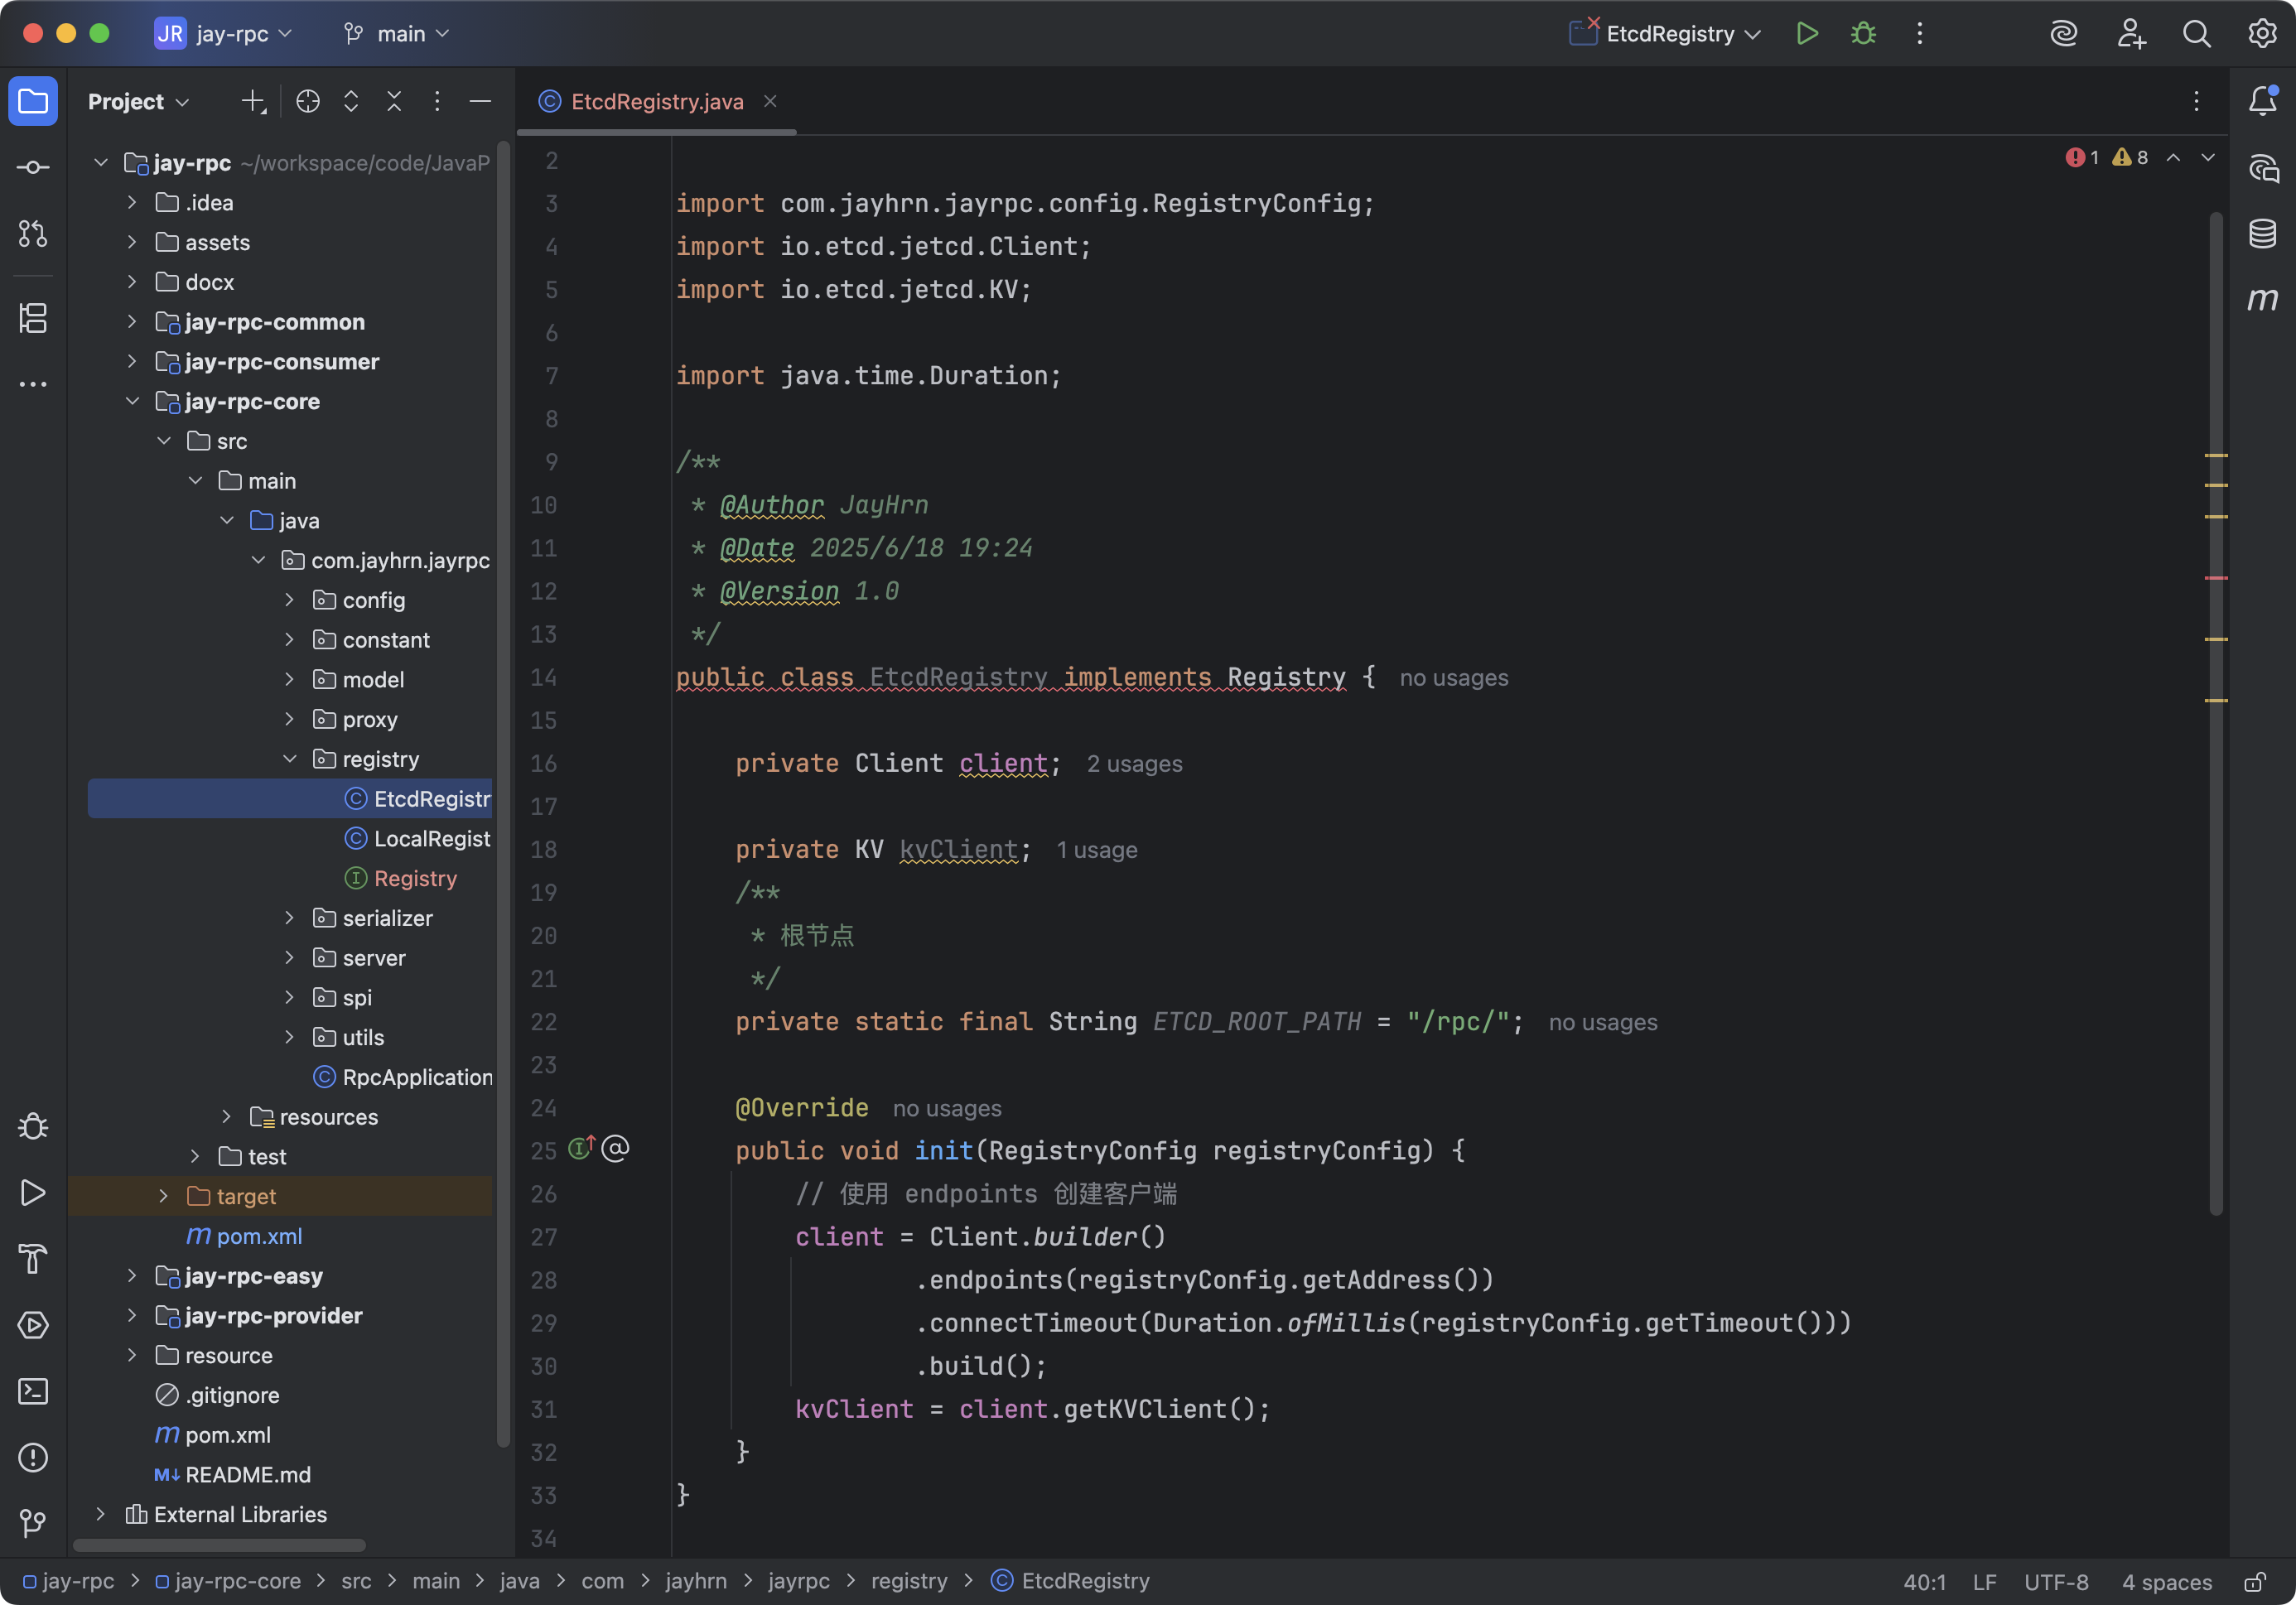 JR jay-rpc main EtcdRegistry
Project
jay-rpc ~/workspace/code/JavaP
.idea
assets
docx
jay-rpc-common
jay-rpc-consumer
jay-rpc-core
src
main
java
com.jayhrn.jayrpc
config
constant
model
proxy
registry
EtcdRegistr
LocalRegist
Registry
serializer
server
spi
utils
RpcApplication
resources
test
target
pom.xml
jay-rpc-easy
jay-rpc-provider
resource
.gitignore
pom.xml
README.md
External Libraries
EtcdRegistry.java
1 8
2
3 import com.jayhrn.jayrpc.config.RegistryConfig;
4 import io.etcd.jetcd.Client;
5 import io.etcd.jetcd.KV;
6
7 import java.time.Duration;
8
9 /**
10 * @Author JayHrn
11 * @Date 2025/6/18 19:24
12 * @Version 1.0
13 */
14 public class EtcdRegistry implements Registry { no usages
15
16 private Client client; 2 usages
17
18 private KV kvClient; 1 usage
19 /**
20 * 根节点
21 */
22 private static final String ETCD_ROOT_PATH = "/rpc/"; no usages
23
24 @Override no usages
25 public void init(RegistryConfig registryConfig) {
26 // 使用 endpoints 创建客户端
27 client = Client.builder()
28 .endpoints(registryConfig.getAddress())
29 .connectTimeout(Duration.ofMillis(registryConfig.getTimeout()))
30 .build();
31 kvClient = client.getKVClient();
32 }
33 }
34
jay-rpc > jay-rpc-core > src > main > java > com > jayhrn > jayrpc > registry > EtcdRegistry 40:1 LF UTF-8 4 spaces